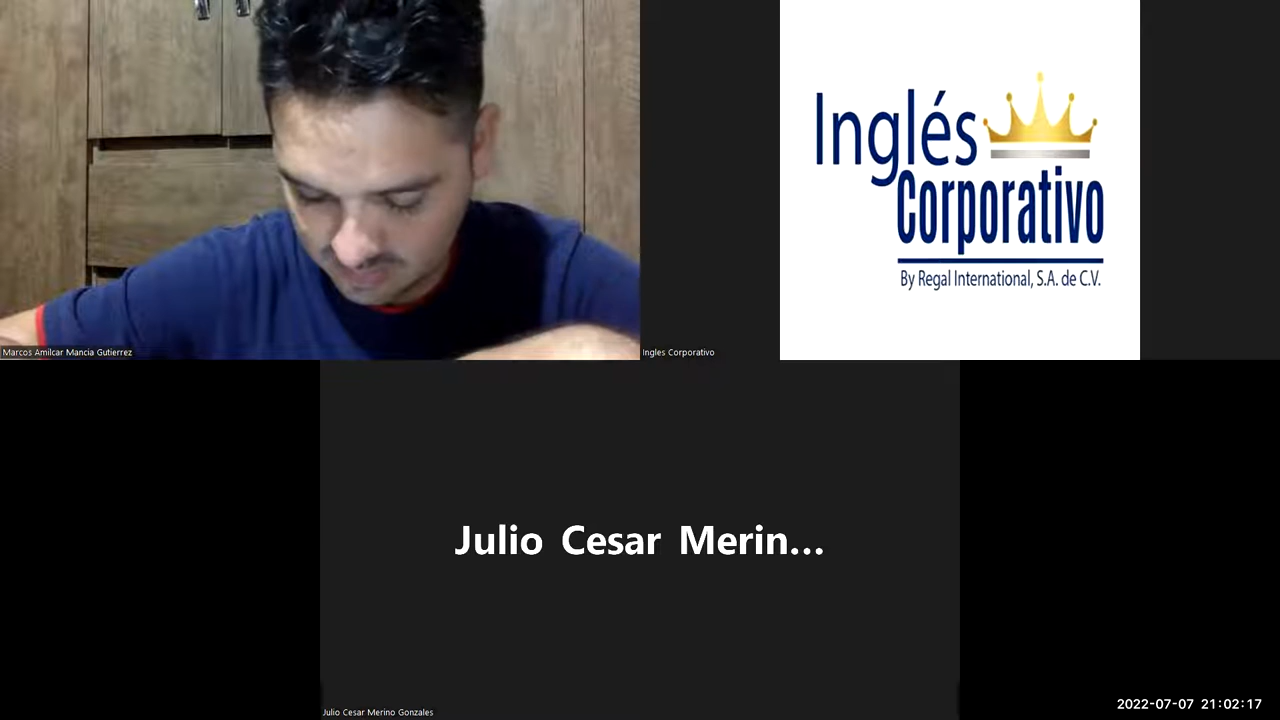 Inglés
Corporativo
By Regal International, S.A. de C.V.
Marcos Amilcar Mancia Gutierrez
Ingles Corporativo
Julio Cesar Merin...
Julio Cesar Merino Gonzales
2022-07-07 21:02:17